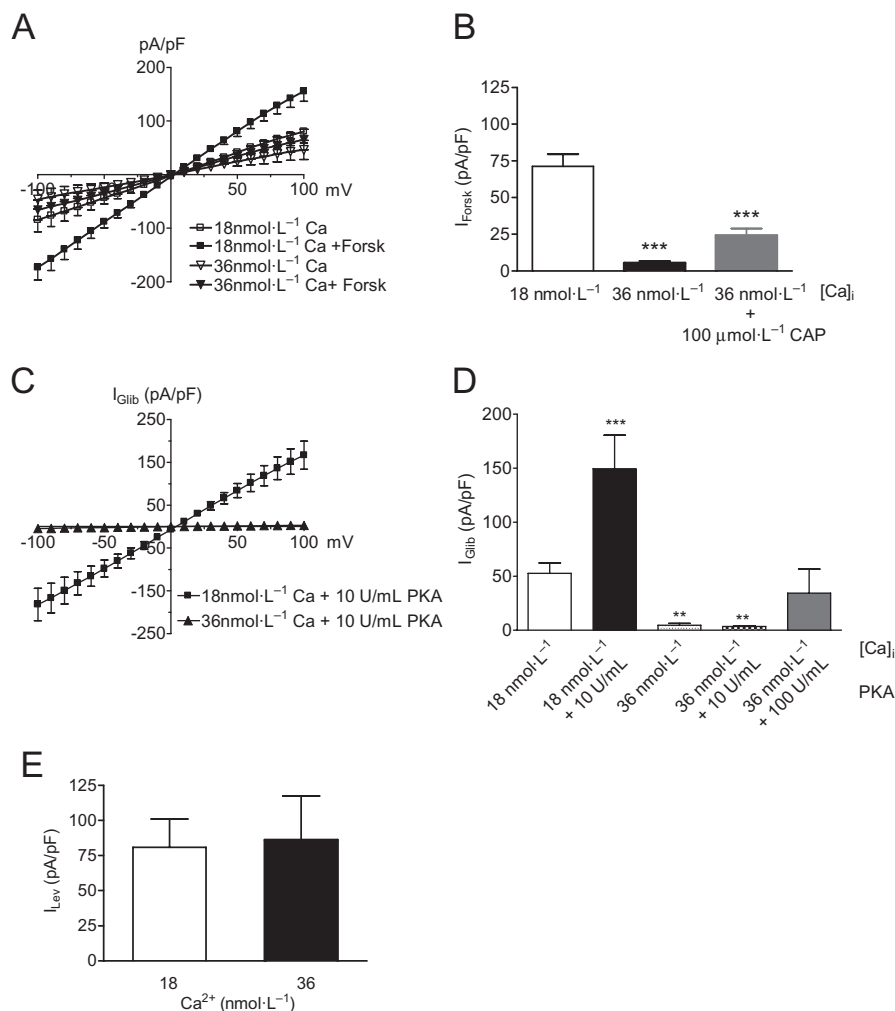 A
pA/pF
200
100
-100
-50
50
100
mV
-100
-200
18nmol·L⁻¹ Ca
18nmol·L⁻¹ Ca +Forsk
36nmol·L⁻¹ Ca
36nmol·L⁻¹ Ca+ Forsk
B
I_Forsk (pA/pF)
125
100
75
50
25
0
***
***
18 nmol·L⁻¹
36 nmol·L⁻¹
36 nmol·L⁻¹
+
100 μmol·L⁻¹ CAP
[Ca]i
C
I_Glib (pA/pF)
250
150
50
-100
-50
50
100
mV
-50
-150
-250
18nmol·L⁻¹ Ca + 10 U/mL PKA
36nmol·L⁻¹ Ca + 10 U/mL PKA
D
I_Glib (pA/pF)
200
150
100
50
0
***
**
**
18 nmol·L⁻¹
18 nmol·L⁻¹
+ 10 U/mL
36 nmol·L⁻¹
36 nmol·L⁻¹
+ 10 U/mL
36 nmol·L⁻¹
+ 100 U/mL
[Ca]i
PKA
E
I_Lev (pA/pF)
125
100
75
50
25
0
18
36
Ca²⁺ (nmol·L⁻¹)